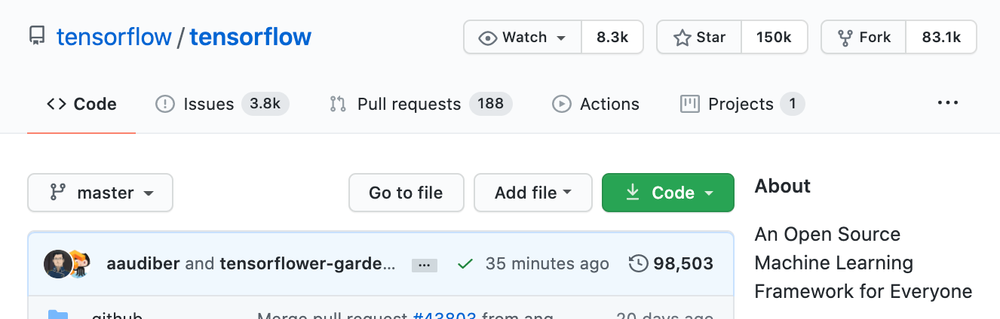 tensorflow / tensorflow Watch 8.3k Star 150k Fork 83.1k
Code Issues 3.8k Pull requests 188 Actions Projects 1 ...
master Go to file Add file Code About
An Open Source
Machine Learning
Framework for Everyone
aaudiber and tensorflower-garde... ... 35 minutes ago 98,503
github Merge pull request #43803 from ang... 20 days ago